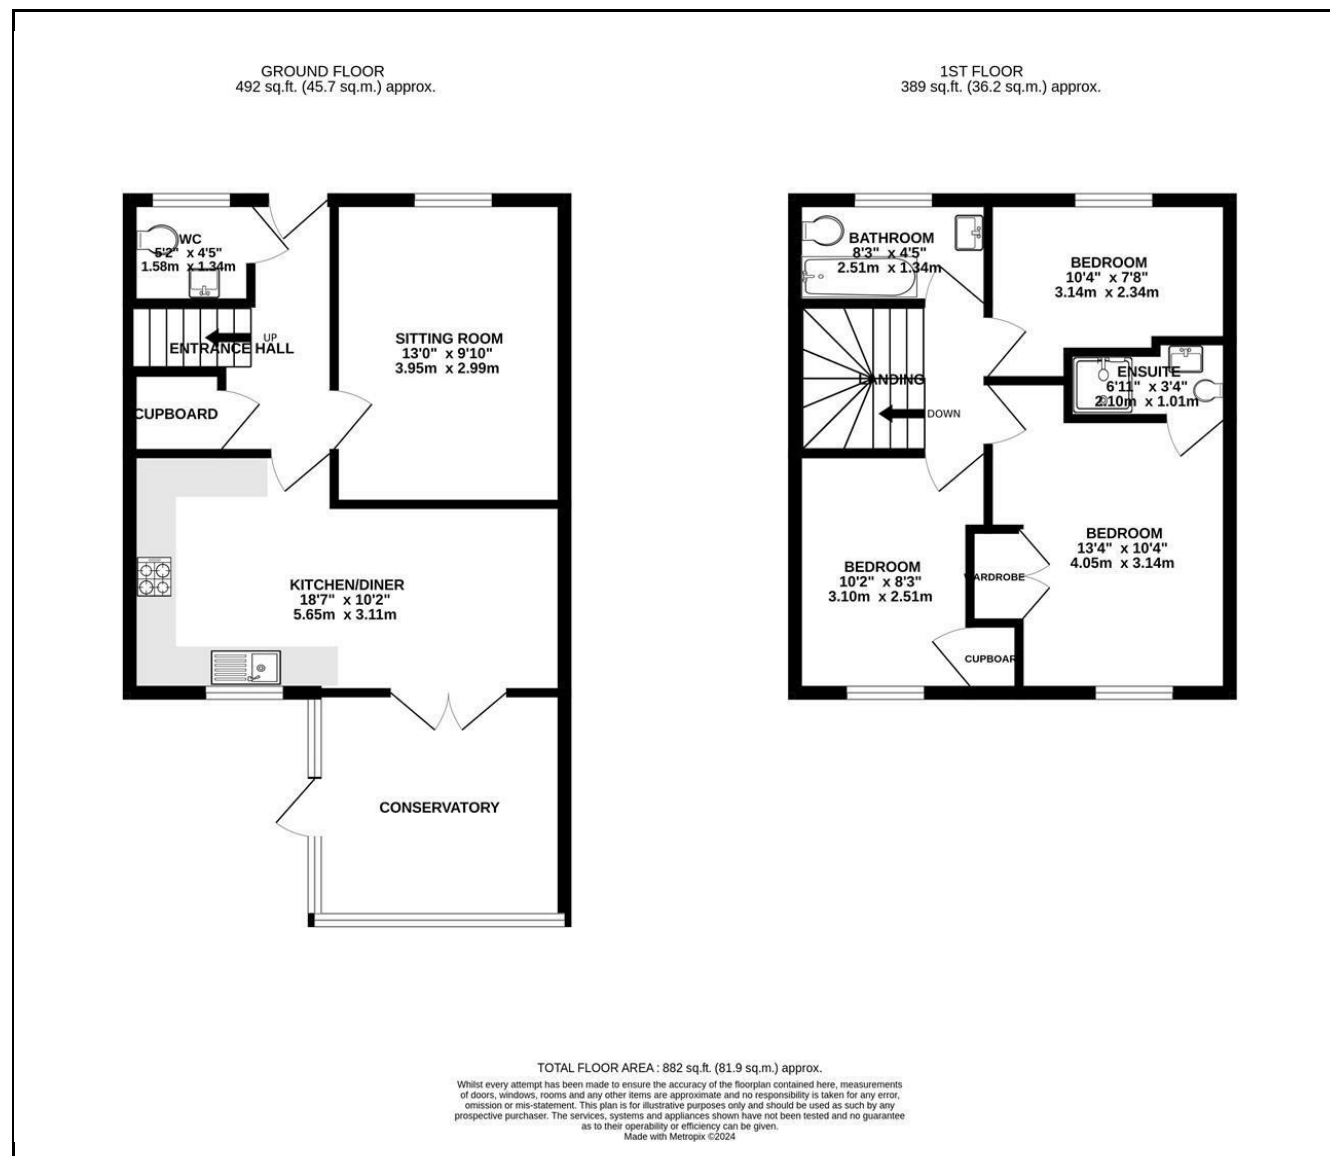 GROUND FLOOR
492 sq.ft. (45.7 sq.m.) approx.
1ST FLOOR
389 sq.ft. (36.2 sq.m.) approx.
WC
5'2" x 4'5"
1.58m x 1.34m
UP
ENTRANCE HALL
CUPBOARD
SITTING ROOM
13'0" x 9'10"
3.95m x 2.99m
KITCHEN/DINER
18'7" x 10'2"
5.65m x 3.11m
CONSERVATORY
BATHROOM
8'3" x 4'5"
2.51m x 1.34m
BEDROOM
10'4" x 7'8"
3.14m x 2.34m
ENSUITE
6'11" x 3'4"
2.10m x 1.01m
LANDING
DOWN
BEDROOM
10'2" x 8'3"
3.10m x 2.51m
WARDROBE
BEDROOM
13'4" x 10'4"
4.05m x 3.14m
CUPBOAR
TOTAL FLOOR AREA : 882 sq.ft. (81.9 sq.m.) approx.
Whilst every attempt has been made to ensure the accuracy of the floorplan contained here, measurements
of doors, windows, rooms and any other items are approximate and no responsibility is taken for any error,
omission or mis-statement. This plan is for illustrative purposes only and should be used as such by any
prospective purchaser. The services, systems and appliances shown have not been tested and no guarantee
as to their operability or efficiency can be given.
Made with Metropix ©2024